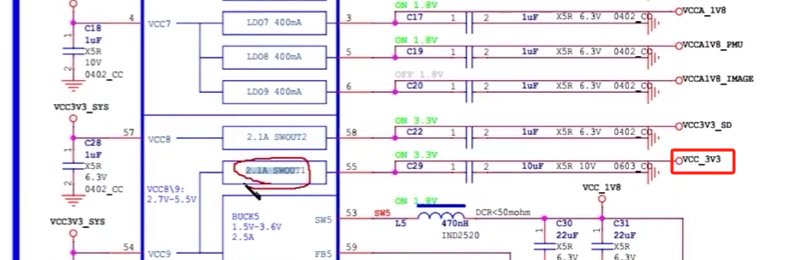 ON 1.8V
VCCA_1V8
4 VCC7 LDO7 400mA 3 C17 1 2 1uF X5R 6.3V 0402_CC
C18
1uF
X5R
10V
0402_CC
ON 1.8V
VCCA1V8_PMU
LDO8 400mA 5 C19 1 2 1uF X5R 6.3V 0402_CC
OFF 1.8V
VCCA1V8_IMAGE
LDO9 400mA 6 C20 1 2 1uF X5R 6.3V 0402_CC
VCC3V3_SYS
ON 3.3V
VCC3V3_SD
57 VCC8 2.1A SWOUT2 58 C22 1 2 1uF X5R 6.3V 0402_CC
C28
1uF
X5R
6.3V
0402_CC
ON 3.3V
VCC_3V3
2.1A SWOUT1 55 C29 1 2 10uF X5R 10V 0603_CC
VCC8\9:
2.7V~5.5V
VCC_1V8
ON 1.8V
VCC3V3_SYS
BUCK5
1.5V~3.6V
2.5A
SW5 53 SW5 L5 470nH DCR<50mohm
IND2520
C30
22uF
X5R
6.3V
C31
22uF
X5R
6.3V
54 VCC9 FB5 59